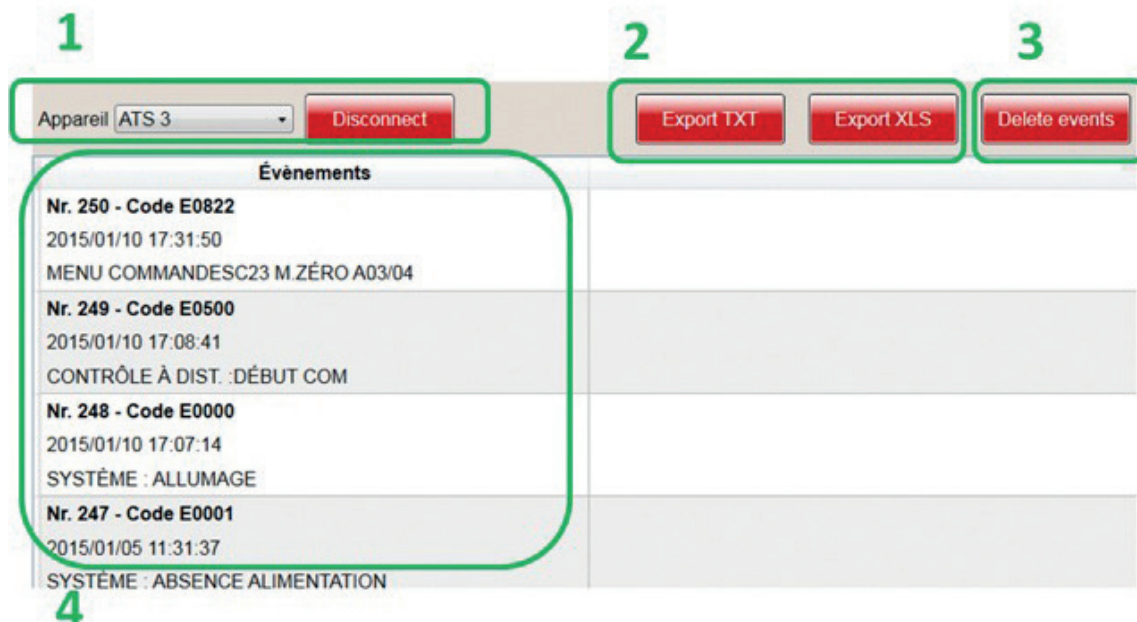 1 2 3
Appareil ATS 3 Disconnect Export TXT Export XLS Delete events
Évènements
Nr. 250 - Code E0822
2015/01/10 17:31:50
MENU COMMANDESC23 M.ZÉRO A03/04
Nr. 249 - Code E0500
2015/01/10 17:08:41
CONTRÔLE À DIST. :DÉBUT COM
Nr. 248 - Code E0000
2015/01/10 17:07:14
SYSTÈME : ALLUMAGE
Nr. 247 - Code E0001
2015/01/05 11:31:37
SYSTÈME : ABSENCE ALIMENTATION
4